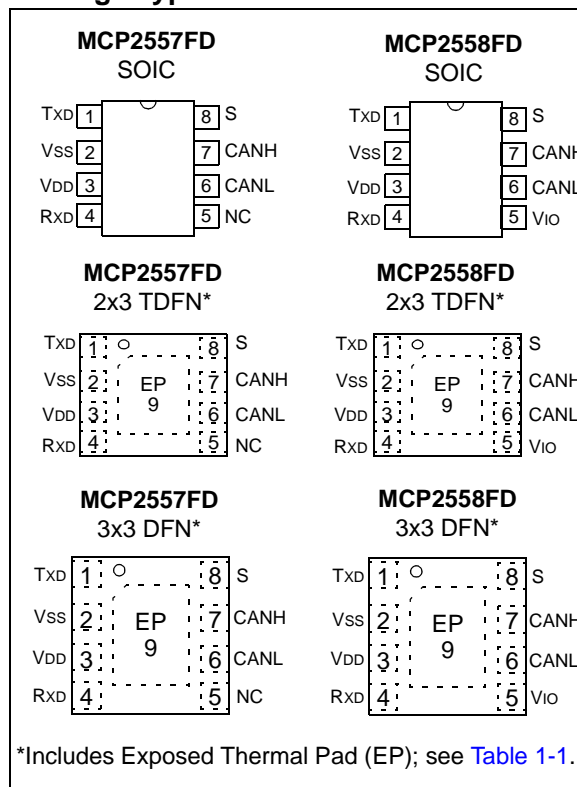 MCP2557FD
SOIC
MCP2558FD
SOIC
TXD 1 8 S
VSS 2 7 CANH
VDD 3 6 CANL
RXD 4 5 NC
TXD 1 8 S
VSS 2 7 CANH
VDD 3 6 CANL
RXD 4 5 VIO
MCP2557FD
2x3 TDFN*
MCP2558FD
2x3 TDFN*
TXD 1 8 S
VSS 2 EP 7 CANH
VDD 3 9 6 CANL
RXD 4 5 NC
TXD 1 8 S
VSS 2 EP 7 CANH
VDD 3 9 6 CANL
RXD 4 5 VIO
MCP2557FD
3x3 DFN*
MCP2558FD
3x3 DFN*
TXD 1 8 S
VSS 2 EP 7 CANH
VDD 3 9 6 CANL
RXD 4 5 NC
TXD 1 8 S
VSS 2 EP 7 CANH
VDD 3 9 6 CANL
RXD 4 5 VIO
*Includes Exposed Thermal Pad (EP); see Table 1-1.